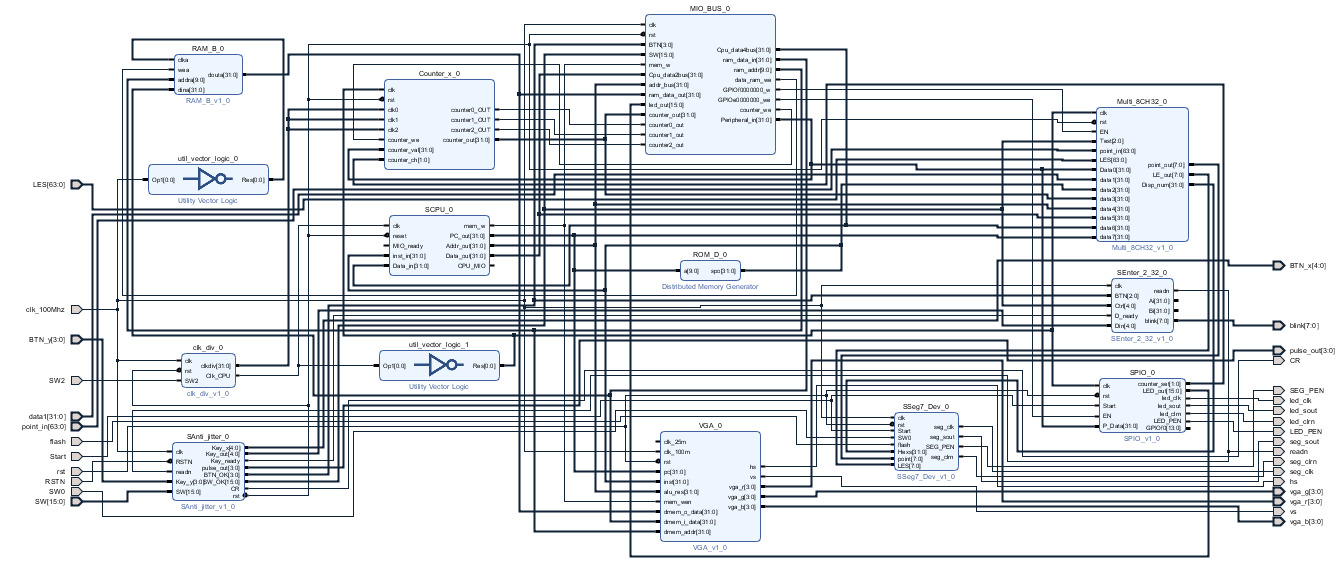 MIO_BUS_0
clk
rst
BTN[3:0]
SW[15:0]
mem_w
Cpu_data2bus[31:0]
addr_bus[31:0]
ram_data_out[31:0]
led_out[15:0]
counter_out[31:0]
counter0_out
counter1_out
counter2_out
Cpu_data4bus[31:0]
ram_data_in[31:0]
ram_addr[9:0]
data_ram_we
GPIOf0000000_w
GPIOe0000000_we
counter_we
Peripheral_in[31:0]
RAM_B_0
clka
wea
addra[9:0]
dina[31:0]
douta[31:0]
RAM_B_v1_0
Counter_x_0
clk
rst
clk0
clk1
clk2
counter_we
counter_val[31:0]
counter_ch[1:0]
counter0_OUT
counter1_OUT
counter2_OUT
counter_out[31:0]
Multi_8CH32_0
clk
rst
EN
Test[2:0]
point_in[63:0]
LES[63:0]
Data0[31:0]
data1[31:0]
data2[31:0]
data3[31:0]
data4[31:0]
data5[31:0]
data6[31:0]
data7[31:0]
point_out[7:0]
LE_out[7:0]
Disp_num[31:0]
Multi_8CH32_v1_0
util_vector_logic_0
Op1[0:0]
Res[0:0]
Utility Vector Logic
LES[63:0]
SCPU_0
clk
reset
MIO_ready
inst_in[31:0]
Data_in[31:0]
mem_w
PC_out[31:0]
Addr_out[31:0]
Data_out[31:0]
CPU_MIO
ROM_D_0
a[9:0]
spo[31:0]
Distributed Memory Generator
BTN_x[4:0]
SEnter_2_32_0
clk
BTN[2:0]
Ctrl[4:0]
D_ready
Din[4:0]
readn
Ai[31:0]
Bi[31:0]
blink[7:0]
SEnter_2_32_v1_0
clk_100Mhz
BTN_y[3:0]
blink[7:0]
clk_div_0
clk
rst
SW2
clkdiv[31:0]
Clk_CPU
clk_div_v1_0
SW2
util_vector_logic_1
Op1[0:0]
Res[0:0]
Utility Vector Logic
pulse_out[3:0]
CR
SPIO_0
clk
rst
Start
EN
P_Data[31:0]
counter_set[1:0]
LED_out[15:0]
led_clk
led_sout
led_clrn
LED_PEN
GPIOf0[13:0]
SPIO_v1_0
SEG_PEN
led_clk
led_sout
led_clrn
LED_PEN
seg_sout
readn
seg_clrn
seg_clk
hs
vga_g[3:0]
vga_r[3:0]
vs
vga_b[3:0]
data1[31:0]
point_in[63:0]
flash
Start
rst
RSTN
SW0
SW[15:0]
SAnti_jitter_0
clk
RSTN
readn
Key_y[3:0]
SW[15:0]
Key_x[4:0]
Key_out[4:0]
Key_ready
pulse_out[3:0]
BTN_OK[3:0]
SW_OK[15:0]
CR
rst
SAnti_jitter_v1_0
SSeg7_Dev_0
clk
rst
Start
SW0
flash
Hexs[31:0]
point[7:0]
LES[7:0]
seg_clk
seg_sout
SEG_PEN
seg_clrn
SSeg7_Dev_v1_0
VGA_0
clk_25m
clk_100m
rst
pc[31:0]
inst[31:0]
alu_res[31:0]
mem_wen
dmem_o_data[31:0]
dmem_i_data[31:0]
dmem_addr[31:0]
hs
vs
vga_r[3:0]
vga_g[3:0]
vga_b[3:0]
VGA_v1_0